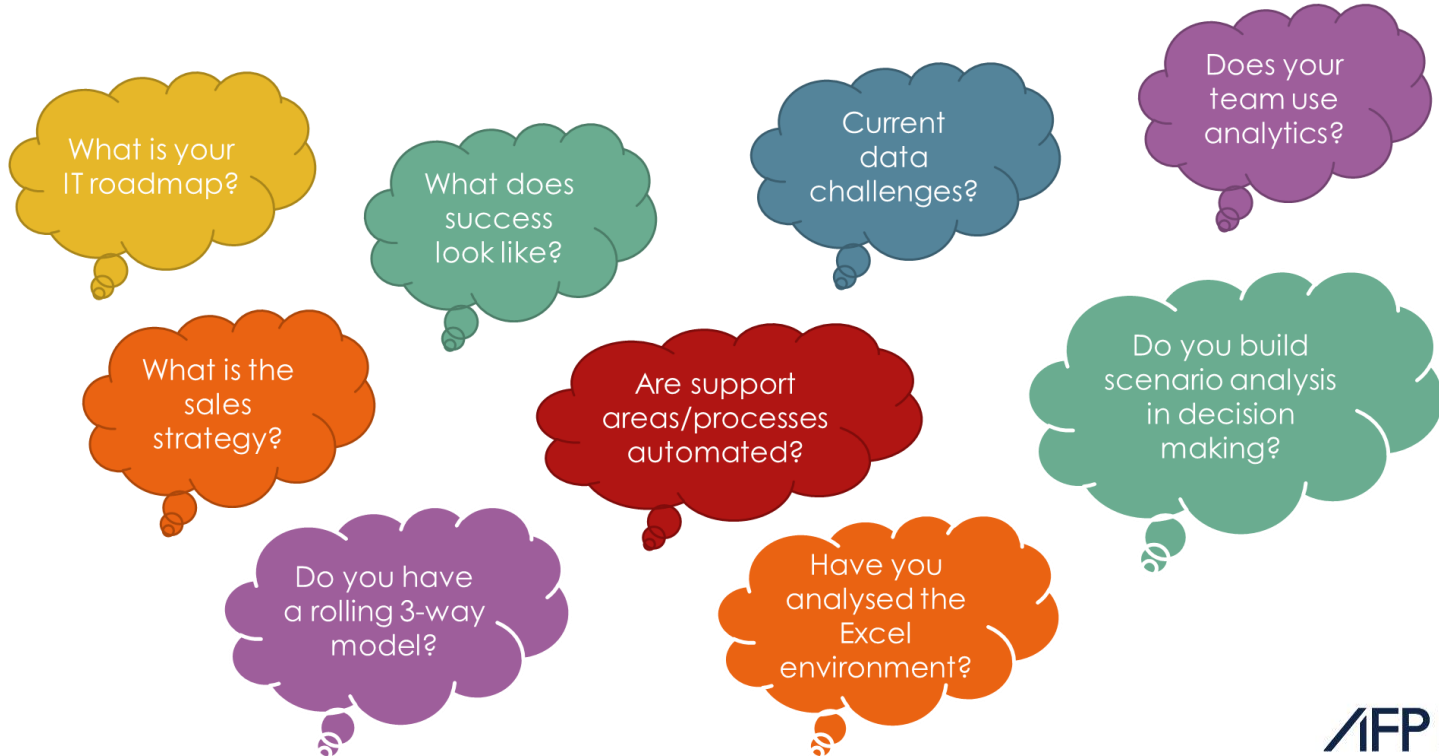 What is your
IT roadmap?
What does
success
look like?
Current
data
challenges?
Does your
team use
analytics?
What is the
sales
strategy?
Are support
areas/processes
automated?
Do you build
scenario analysis
in decision
making?
Do you have
a rolling 3-way
model?
Have you
analysed the
Excel
environment?
AFP